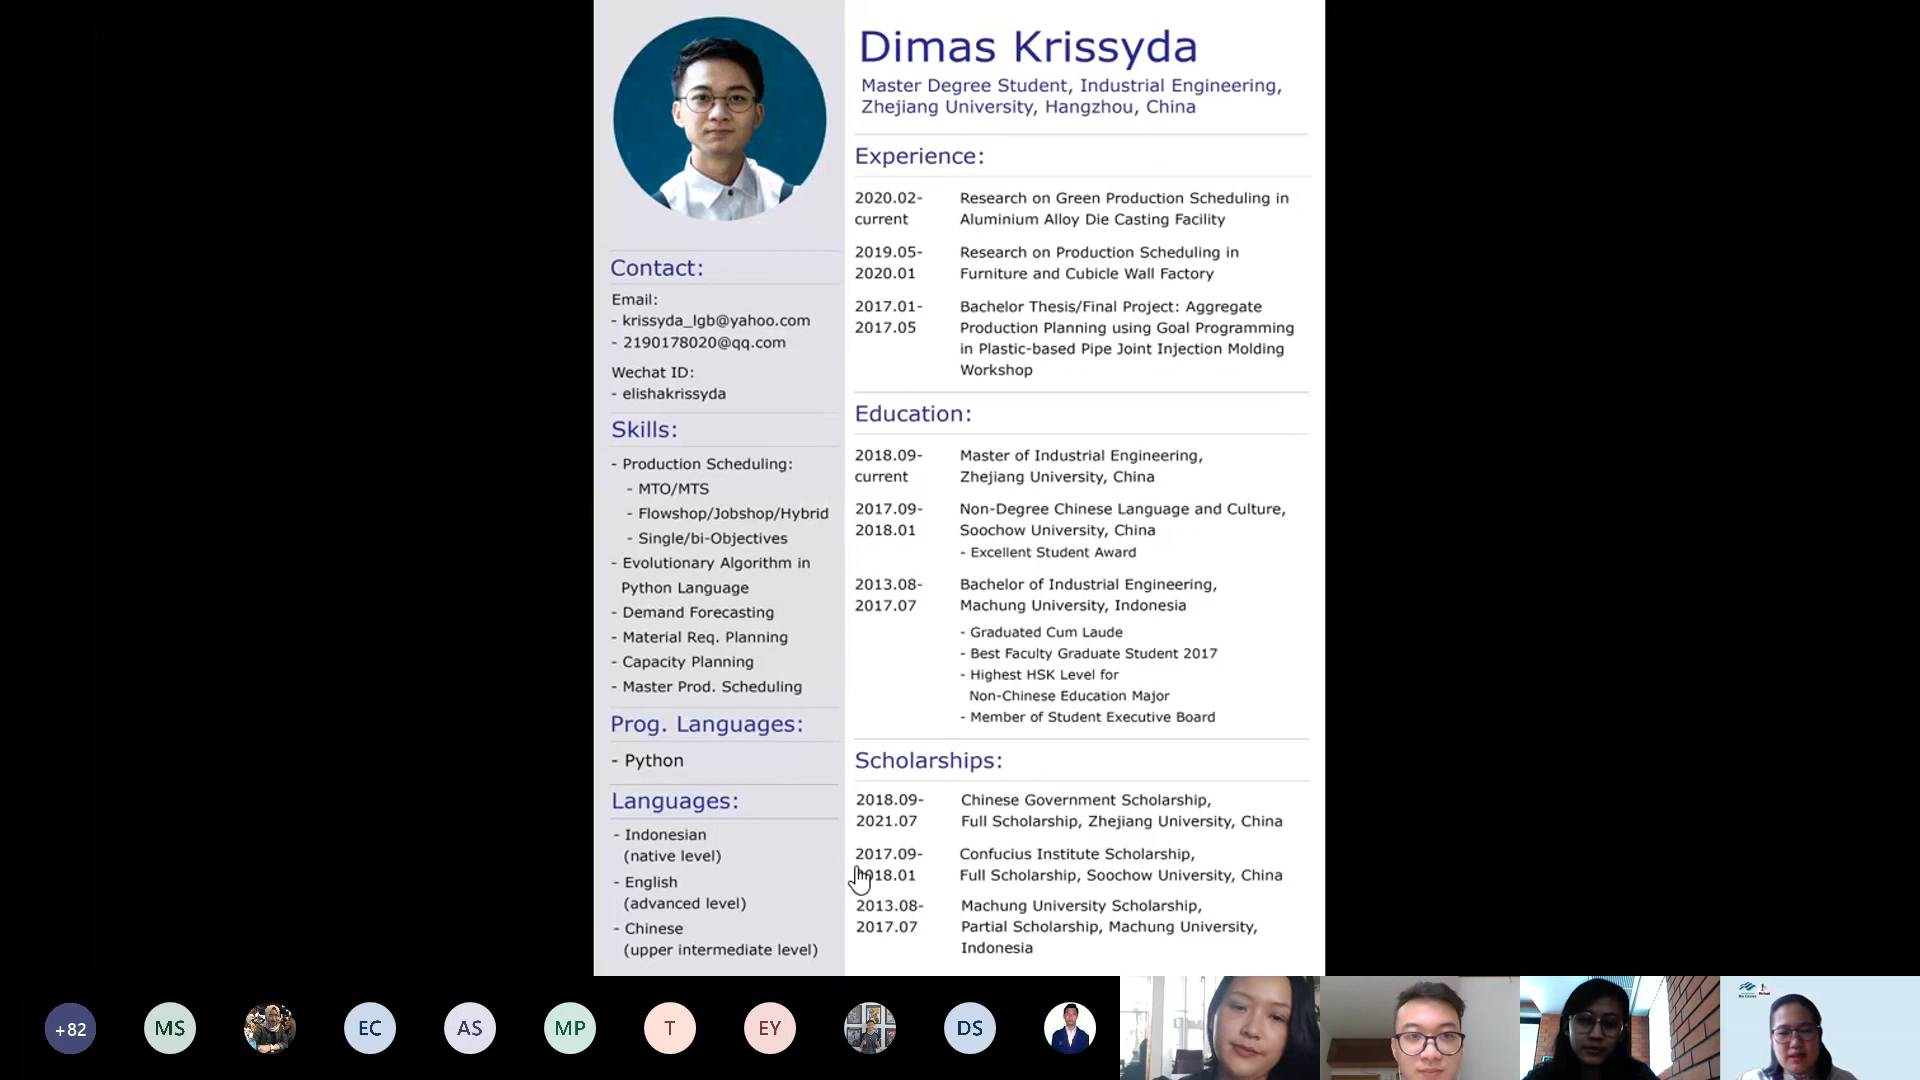 Dimas Krissyda
Master Degree Student, Industrial Engineering,
Zhejiang University, Hangzhou, China
Contact:
Email:
- krissyda_lgb@yahoo.com
- 2190178020@qq.com
Wechat ID:
- elishakrissyda
Skills:
- Production Scheduling:
- MTO/MTS
- Flowshop/Jobshop/Hybrid
- Single/bi-Objectives
- Evolutionary Algorithm in
Python Language
- Demand Forecasting
- Material Req. Planning
- Capacity Planning
- Master Prod. Scheduling
Prog. Languages:
- Python
Languages:
- Indonesian
(native level)
- English
(advanced level)
- Chinese
(upper intermediate level)
Experience:
2020.02- Research on Green Production Scheduling in
current Aluminium Alloy Die Casting Facility
2019.05- Research on Production Scheduling in
2020.01 Furniture and Cubicle Wall Factory
2017.01- Bachelor Thesis/Final Project: Aggregate
2017.05 Production Planning using Goal Programming
in Plastic-based Pipe Joint Injection Molding
Workshop
Education:
2018.09- Master of Industrial Engineering,
current Zhejiang University, China
2017.09- Non-Degree Chinese Language and Culture,
2018.01 Soochow University, China
- Excellent Student Award
2013.08- Bachelor of Industrial Engineering,
2017.07 Machung University, Indonesia
- Graduated Cum Laude
- Best Faculty Graduate Student 2017
- Highest HSK Level for
Non-Chinese Education Major
- Member of Student Executive Board
Scholarships:
2018.09- Chinese Government Scholarship,
2021.07 Full Scholarship, Zhejiang University, China
2017.09- Confucius Institute Scholarship,
2018.01 Full Scholarship, Soochow University, China
2013.08- Machung University Scholarship,
2017.07 Partial Scholarship, Machung University,
Indonesia
+82
MS
EC
AS
MP
T
EY
DS